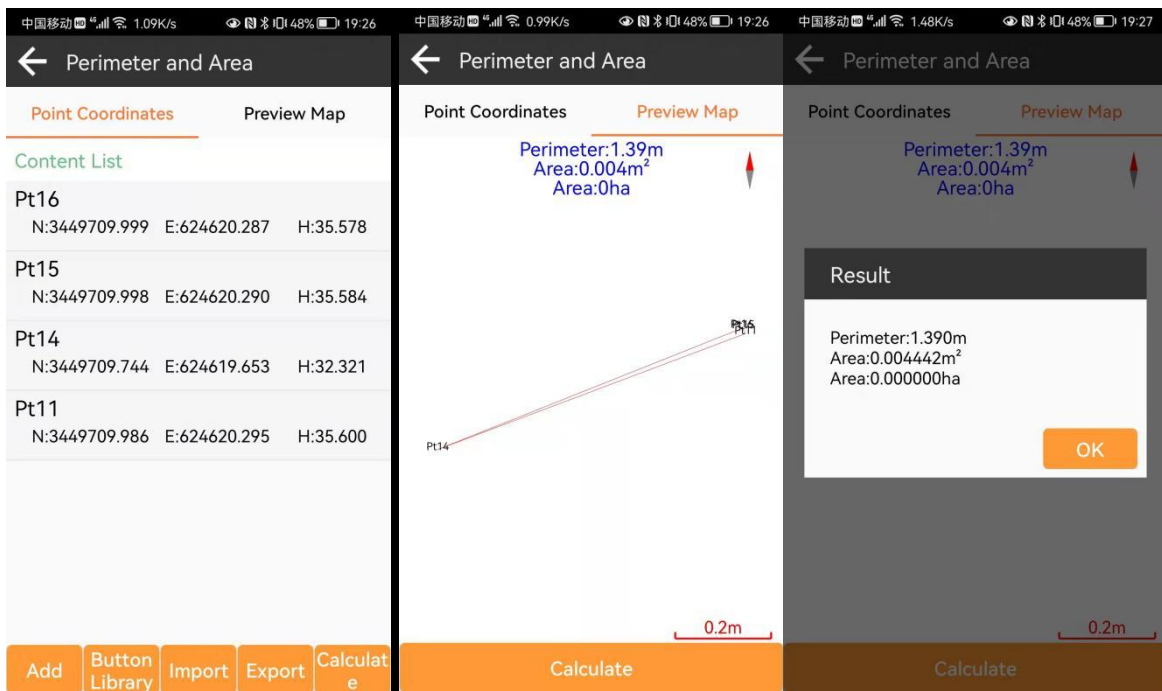 中国移动 HD 4G 1.09K/s 48% 19:26
Perimeter and Area
Point Coordinates Preview Map
Content List
Pt16
N:3449709.999 E:624620.287 H:35.578
Pt15
N:3449709.998 E:624620.290 H:35.584
Pt14
N:3449709.744 E:624619.653 H:32.321
Pt11
N:3449709.986 E:624620.295 H:35.600
Add
Button
Library
Import
Export
Calculat
e
中国移动 HD 0.99K/s 48% 19:26
Perimeter and Area
Point Coordinates Preview Map
Perimeter:1.39m
Area:0.004m²
Area:0ha
Pt11
Pt14
0.2m
Calculate
中国移动 HD 1.48K/s 48% 19:27
Perimeter and Area
Point Coordinates Preview Map
Perimeter:1.39m
Area:0.004m²
Area:0ha
Result
Perimeter:1.390m
Area:0.004442m²
Area:0.000000ha
OK
0.2m
Calculate